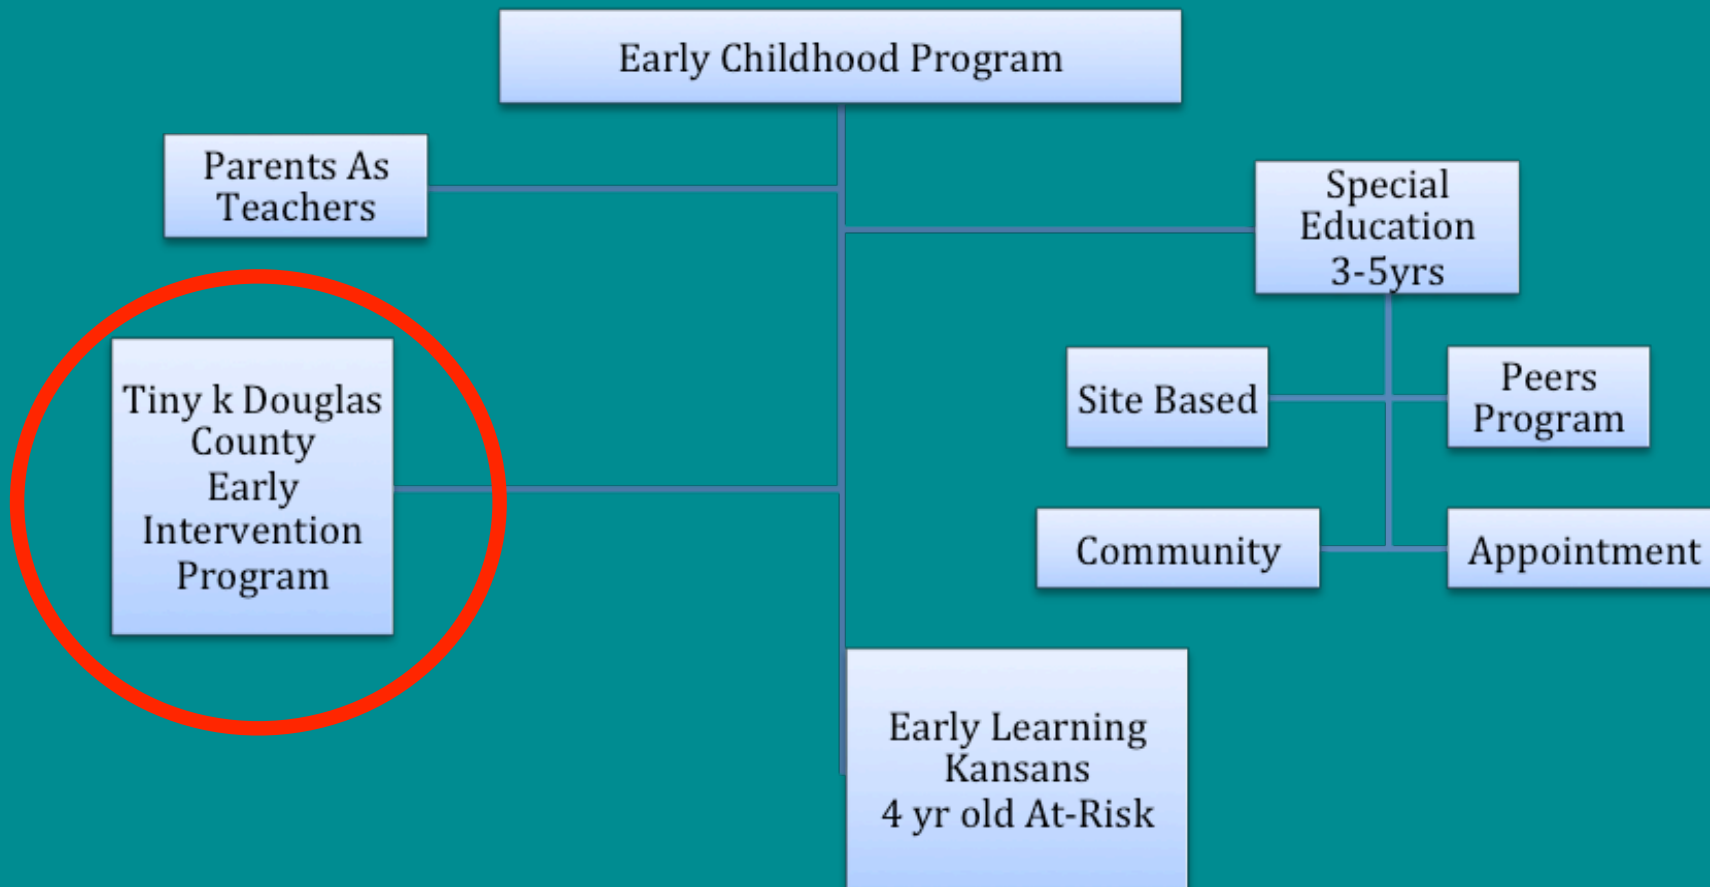 Early Childhood Program
Parents As
Teachers
Special
Education
3-5yrs
Tiny k Douglas
County
Early
Intervention
Program
Site Based
Peers
Program
Community
Appointment
Early Learning
Kansans
4 yr old At-Risk